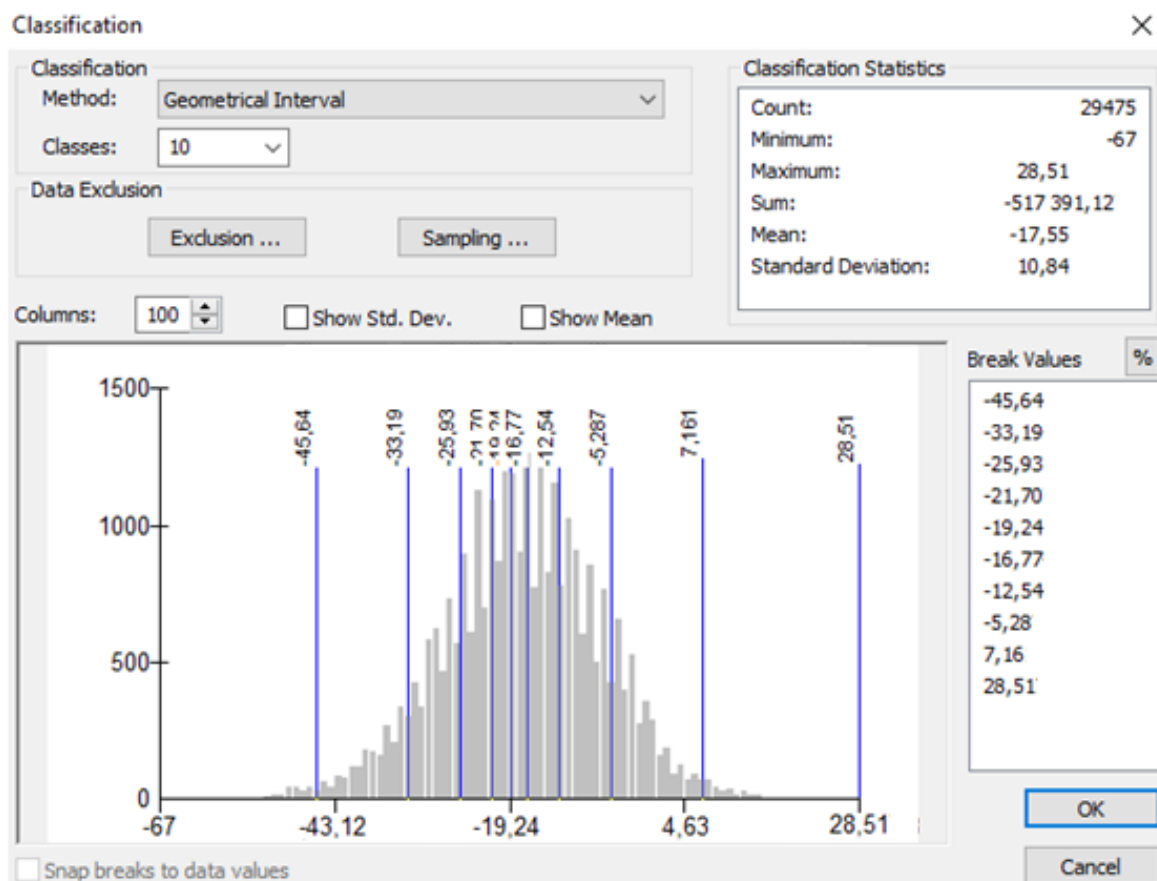 Classification
Classification
Method: Geometrical Interval
Classes: 10
Data Exclusion
Exclusion ...
Sampling ...
Classification Statistics
Count: 29475
Minimum: -67
Maximum: 28,51
Sum: -517 391,12
Mean: -17,55
Standard Deviation: 10,84
Columns: 100
Show Std. Dev.
Show Mean
Break Values
%
1500
1000
500
0
-45,64
-33,19
-25,93
-21,70
-19,24
-16,77
-12,54
-5,287
7,161
28,51
-67
-43,12
-19,24
4,63
28,51
-45,64
-33,19
-25,93
-21,70
-19,24
-16,77
-12,54
-5,28
7,16
28,51
OK
Cancel
Snap breaks to data values